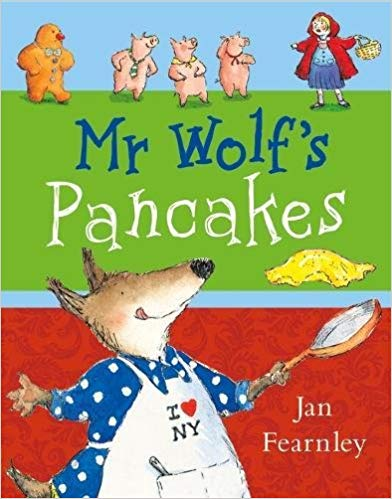 Mr Wolf's
Pancakes
I ❤
NY
Jan
Fearnley